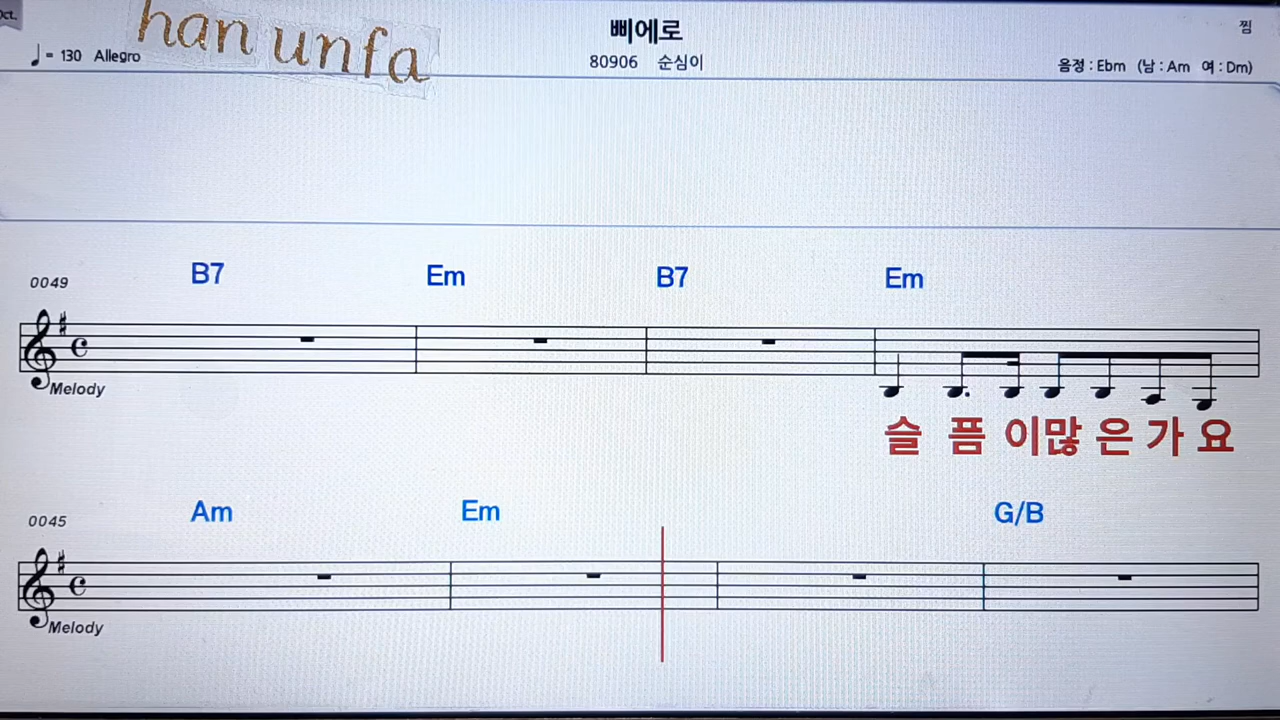 Oct.
han unfa
삐에로
찜
♩= 130 Allegro
80906 순심이
음정 : Ebm (남 : Am 여 : Dm)
B7 Em B7 Em
0049
Melody
슬 픔 이 많 은 가 요
Am Em G/B
0045
Melody